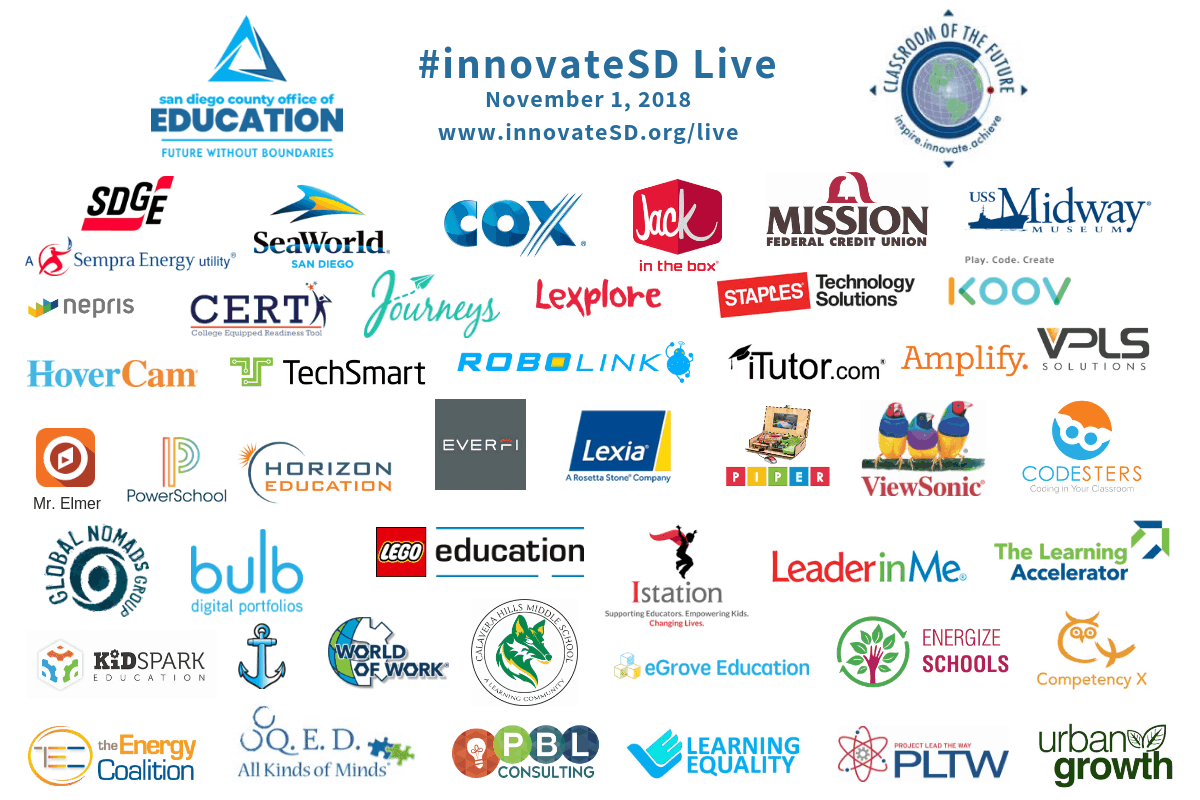 san diego county office of
EDUCATION
FUTURE WITHOUT BOUNDARIES
#innovateSD Live
November 1, 2018
www.innovateSD.org/live
CLASSROOM OF THE FUTURE
inspire.innovate.achieve
SDGE
A Sempra Energy utility®
SeaWorld®
SAN DIEGO
COX®
Jack
in the box®
MISSION
FEDERAL CREDIT UNION
USS Midway®
MUSEUM
nepris
CERT
College Equipped Readiness Tool
Journeys
Lexplore
STAPLES Technology
Solutions
Play. Code. Create
KOOV
HoverCam®
TechSmart
ROBOLINK
iTutor.com®
Amplify.
VPLS
SOLUTIONS
Mr. Elmer
PowerSchool
HORIZON
EDUCATION
EVERFI
Lexia®
A Rosetta Stone® Company
PIPER
ViewSonic®
CODESTERS
Coding in Your Classroom
GLOBAL NOMADS GROUP
bulb
digital portfolios
LEGO education
Istation
Supporting Educators. Empowering Kids.
Changing Lives.
LeaderinMe®
The Learning
Accelerator
KiDSPARK
EDUCATION
WORLD
OF WORK®
CALAVERA HILLS MIDDLE SCHOOL
A LEARNING COMMUNITY
eGrove Education
ENERGIZE
SCHOOLS
Competency X
TEC the Energy
Coalition
Q. E. D.
All Kinds of Minds®
PBL
CONSULTING
LEARNING
EQUALITY
PROJECT LEAD THE WAY
PLTW
urban
growth